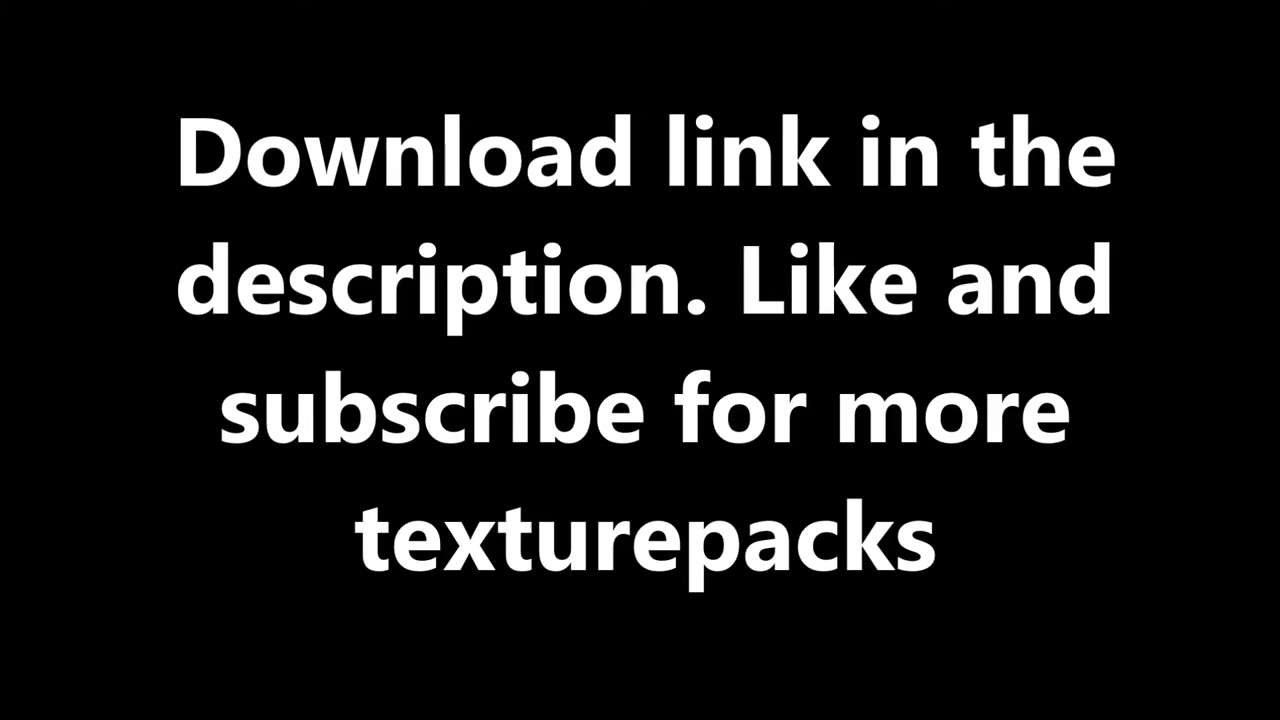 Download link in the
description. Like and
subscribe for more
texturepacks